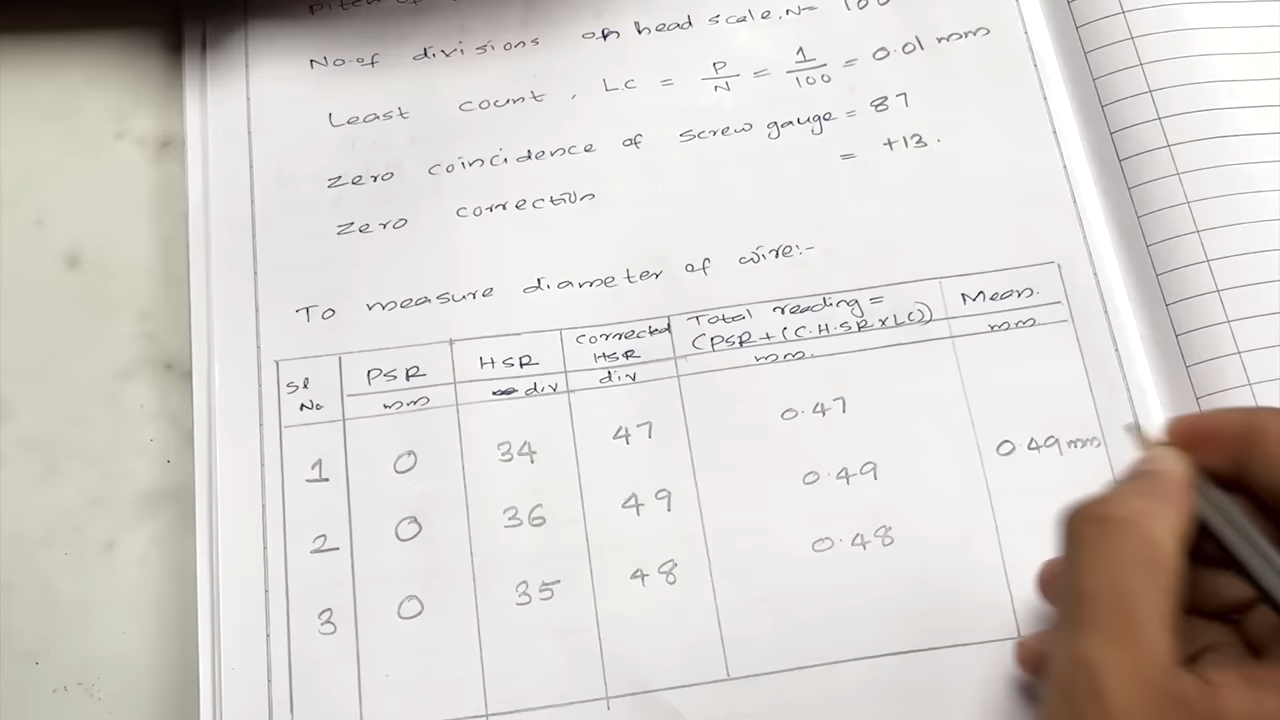 No. of divisions on head scale, N = 100
Least count, LC = P/N = 1/100 = 0.01 mm
Zero coincidence of screw gauge = 87
Zero correction = +13.
To measure diameter of wire:-
Sl No | PSR mm | HSR div | Corrected HSR div | Total reading = (PSR + (C.H.SR x LC)) mm. | Mean. mm.
1 | 0 | 34 | 47 | 0.47 | 0.49 mm
2 | 0 | 36 | 49 | 0.49
3 | 0 | 35 | 48 | 0.48